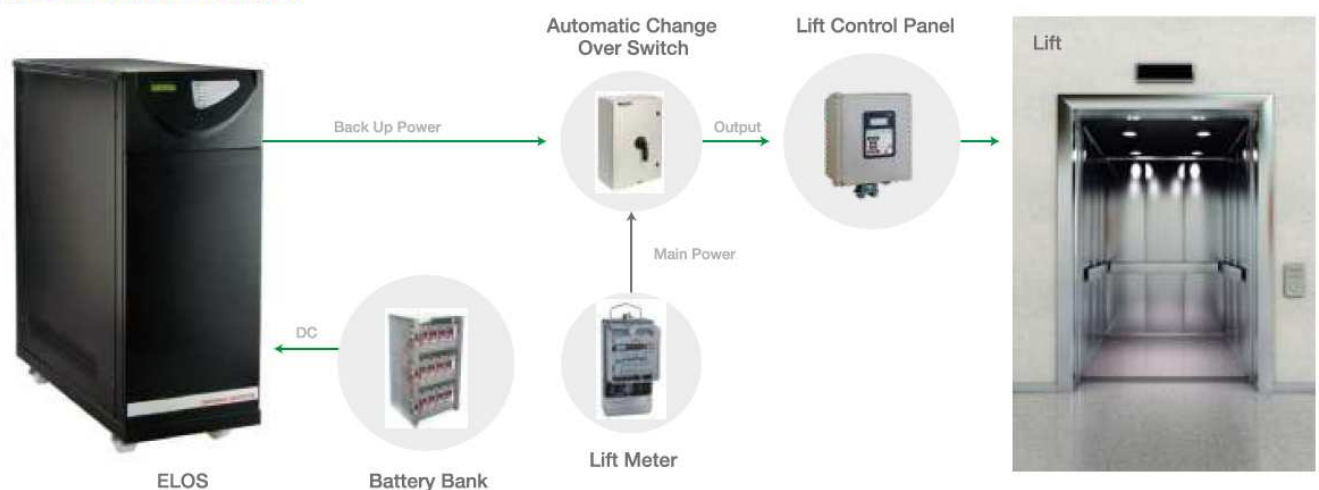 Automatic Change
Over Switch
Lift Control Panel
Lift
Back Up Power
Output
Main Power
DC
Lift Meter
ELOS
Battery Bank